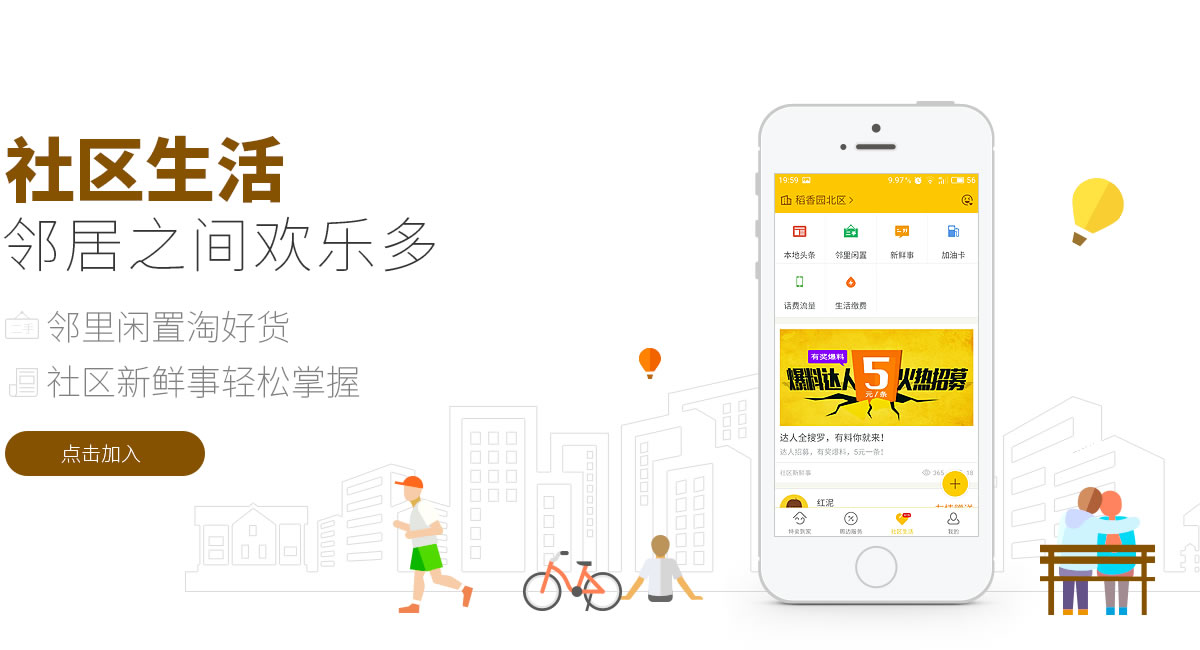 社区生活
邻居之间欢乐多
二手
邻里闲置淘好货
社区新鲜事轻松掌握
点击加入
19:59
9.97% 56
稻香园北区
本地头条
邻里闲置
新鲜事
加油卡
话费流量
生活缴费
有奖爆料
爆料达人 5 火热招募
元/条
达人全搜罗，有料你就来！
达人招募，有奖爆料，5元一条！
社区新鲜事 365 18
红泥
周边服务
社区生活
我的